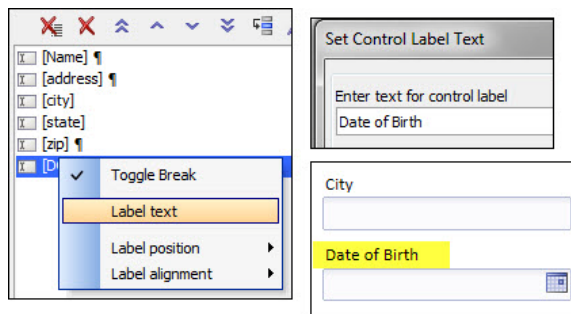 [Name] ¶
[address] ¶
[city]
[state]
[zip] ¶
Toggle Break
Label text
Label position
Label alignment
Set Control Label Text
Enter text for control label
Date of Birth
City
Date of Birth